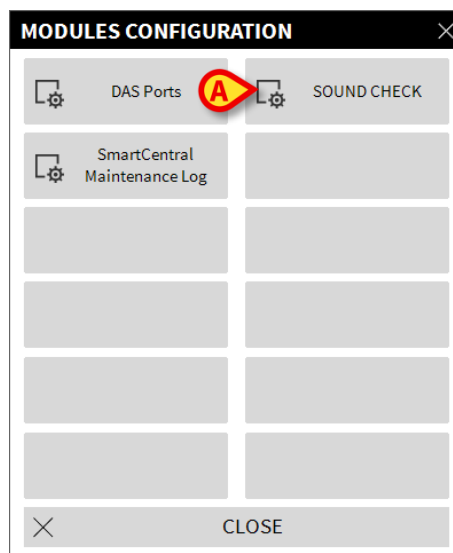 MODULES CONFIGURATION
DAS Ports
A
SOUND CHECK
SmartCentral
Maintenance Log
CLOSE